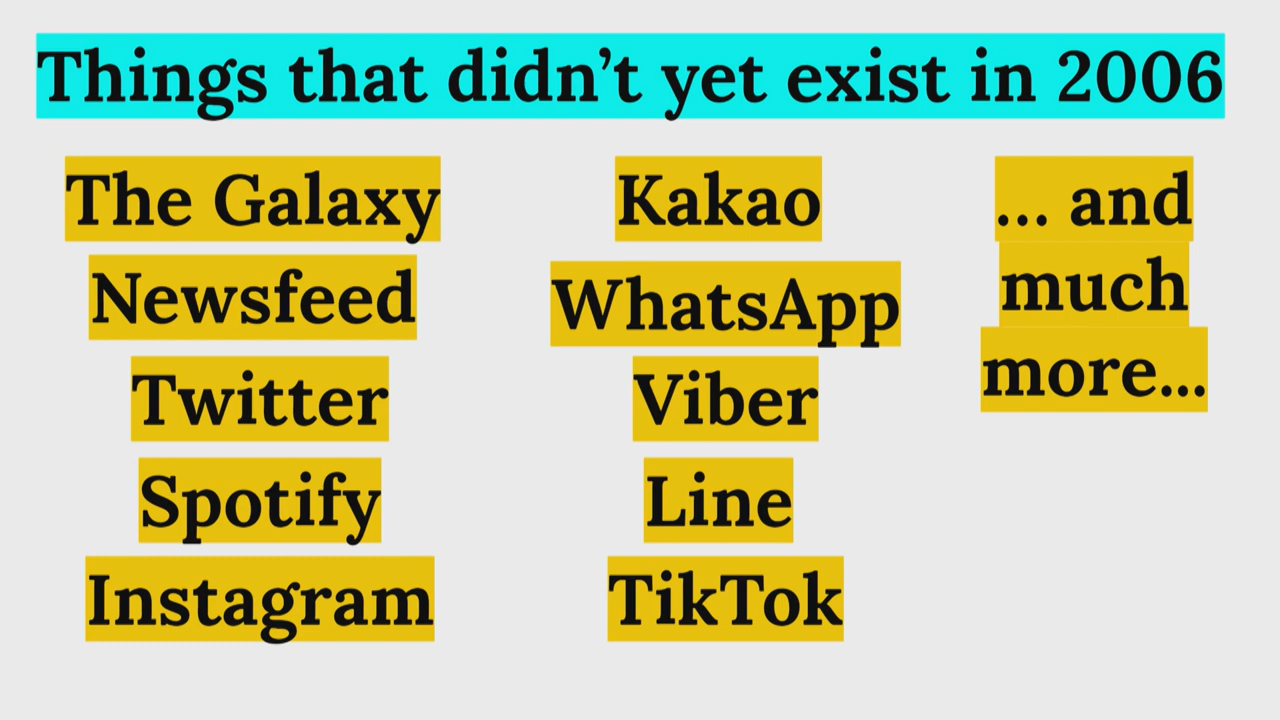 Things that didn’t yet exist in 2006
The Galaxy
Newsfeed
Twitter
Spotify
Instagram
Kakao
WhatsApp
Viber
Line
TikTok
... and
much
more...